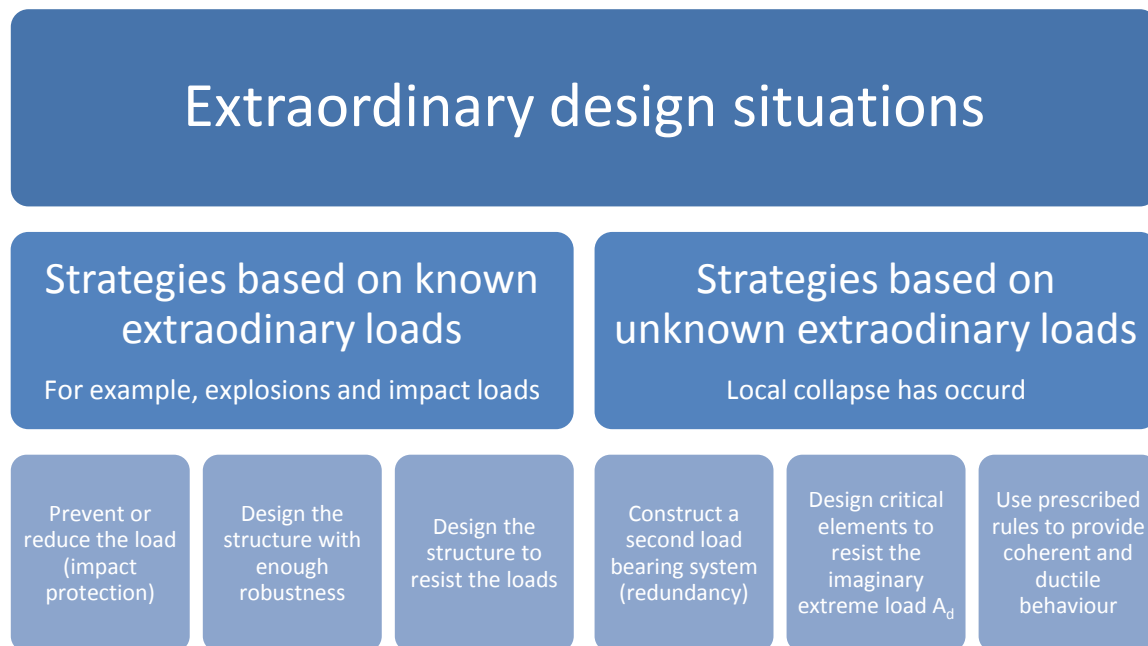 Extraordinary design situations
Strategies based on known
extraodinary loads
For example, explosions and impact loads
Strategies based on
unknown extraodinary loads
Local collapse has occurd
Prevent or
reduce the load
(impact
protection)
Design the
structure with
enough
robustness
Design the
structure to
resist the loads
Construct a
second load
bearing system
(redundancy)
Design critical
elements to
resist the
imaginary
extreme load Ad
Use prescribed
rules to provide
coherent and
ductile
behaviour